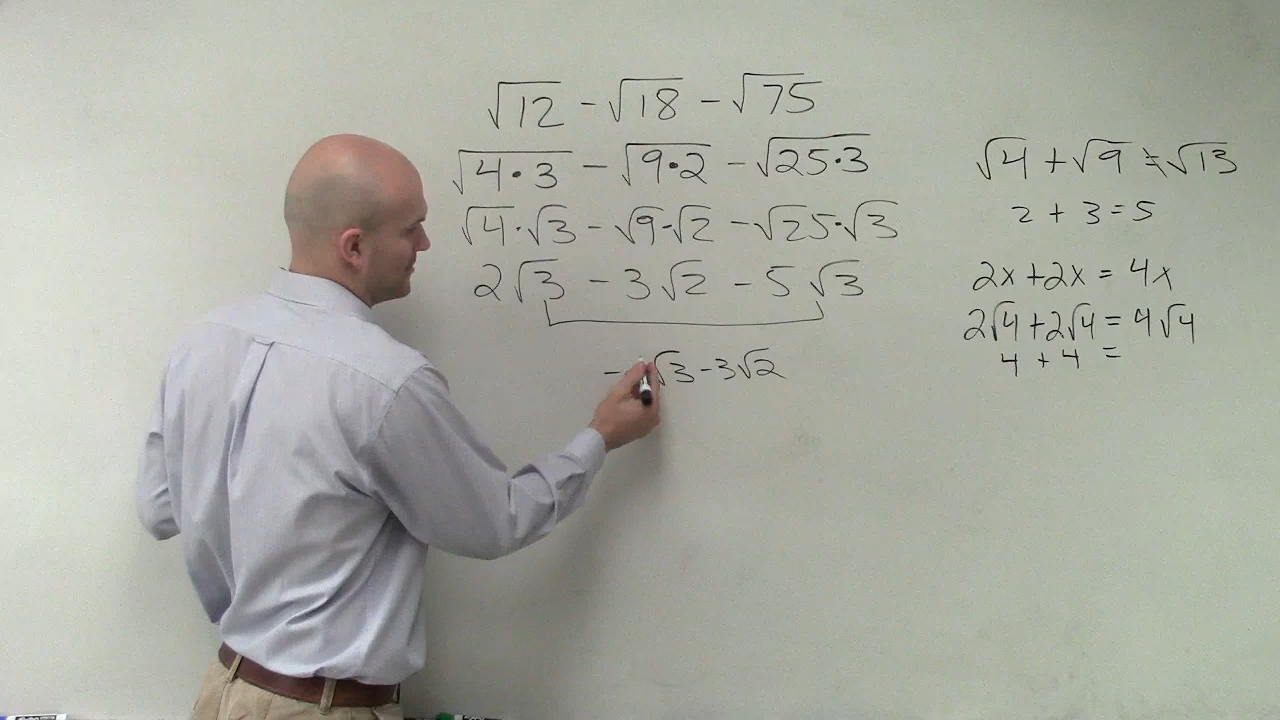 √12 - √18 - √75
√4·3 - √9·2 - √25·3
√4·√3 - √9·√2 - √25·√3
2√3 - 3√2 - 5√3
- √3 - 3√2
√4 + √9 ≠ √13
2 + 3 = 5
2x + 2x = 4x
2√4 + 2√4 = 4√4
4 + 4 =